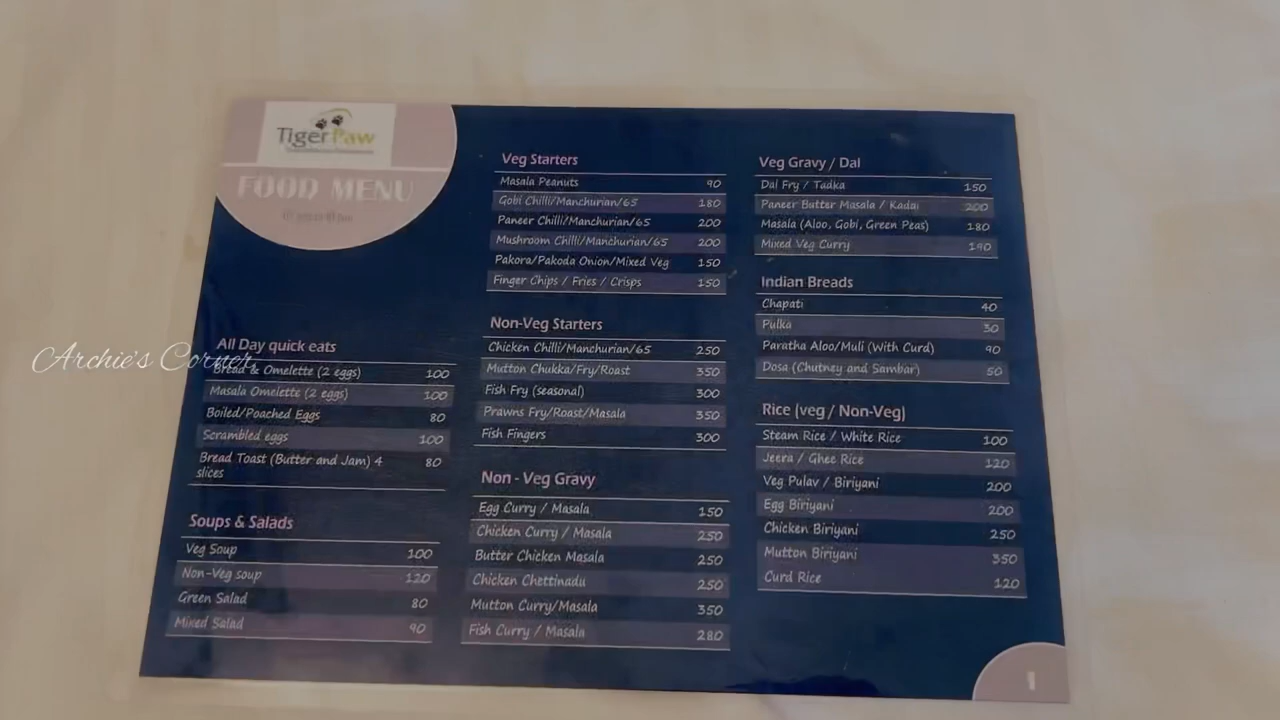 TigerPaw
FOOD MENU
Archie's Corner
All Day quick eats
Bread & Omelette (2 eggs) 100
Masala Omelette (2 eggs) 100
Boiled/Poached Eggs 80
Scrambled eggs 100
Bread Toast (Butter and Jam) 4 80
slices
Soups & Salads
Veg Soup 100
Non-Veg soup 120
Green Salad 80
Mixed Salad 90
Veg Starters
Masala Peanuts 90
Gobi Chilli/Manchurian/65 180
Paneer Chilli/Manchurian/65 200
Mushroom Chilli/Manchurian/65 200
Pakora/Pakoda Onion/Mixed Veg 150
Finger Chips / Fries / Crisps 150
Non-Veg Starters
Chicken Chilli/Manchurian/65 250
Mutton Chukka/Fry/Roast 350
Fish Fry (seasonal) 300
Prawns Fry/Roast/Masala 350
Fish Fingers 300
Non - Veg Gravy
Egg Curry / Masala 150
Chicken Curry / Masala 250
Butter Chicken Masala 250
Chicken Chettinadu 250
Mutton Curry/Masala 350
Fish Curry / Masala 280
Veg Gravy / Dal
Dal Fry / Tadka 150
Paneer Butter Masala / Kadai 200
Masala (Aloo, Gobi, Green Peas) 180
Mixed Veg Curry 190
Indian Breads
Chapati 40
Pulka 30
Paratha Aloo/Muli (With Curd) 90
Dosa (Chutney and Sambar) 50
Rice (veg / Non-Veg)
Steam Rice / White Rice 100
Jeera / Ghee Rice 120
Veg Pulav / Biriyani 200
Egg Biriyani 200
Chicken Biriyani 250
Mutton Biriyani 350
Curd Rice 120
1